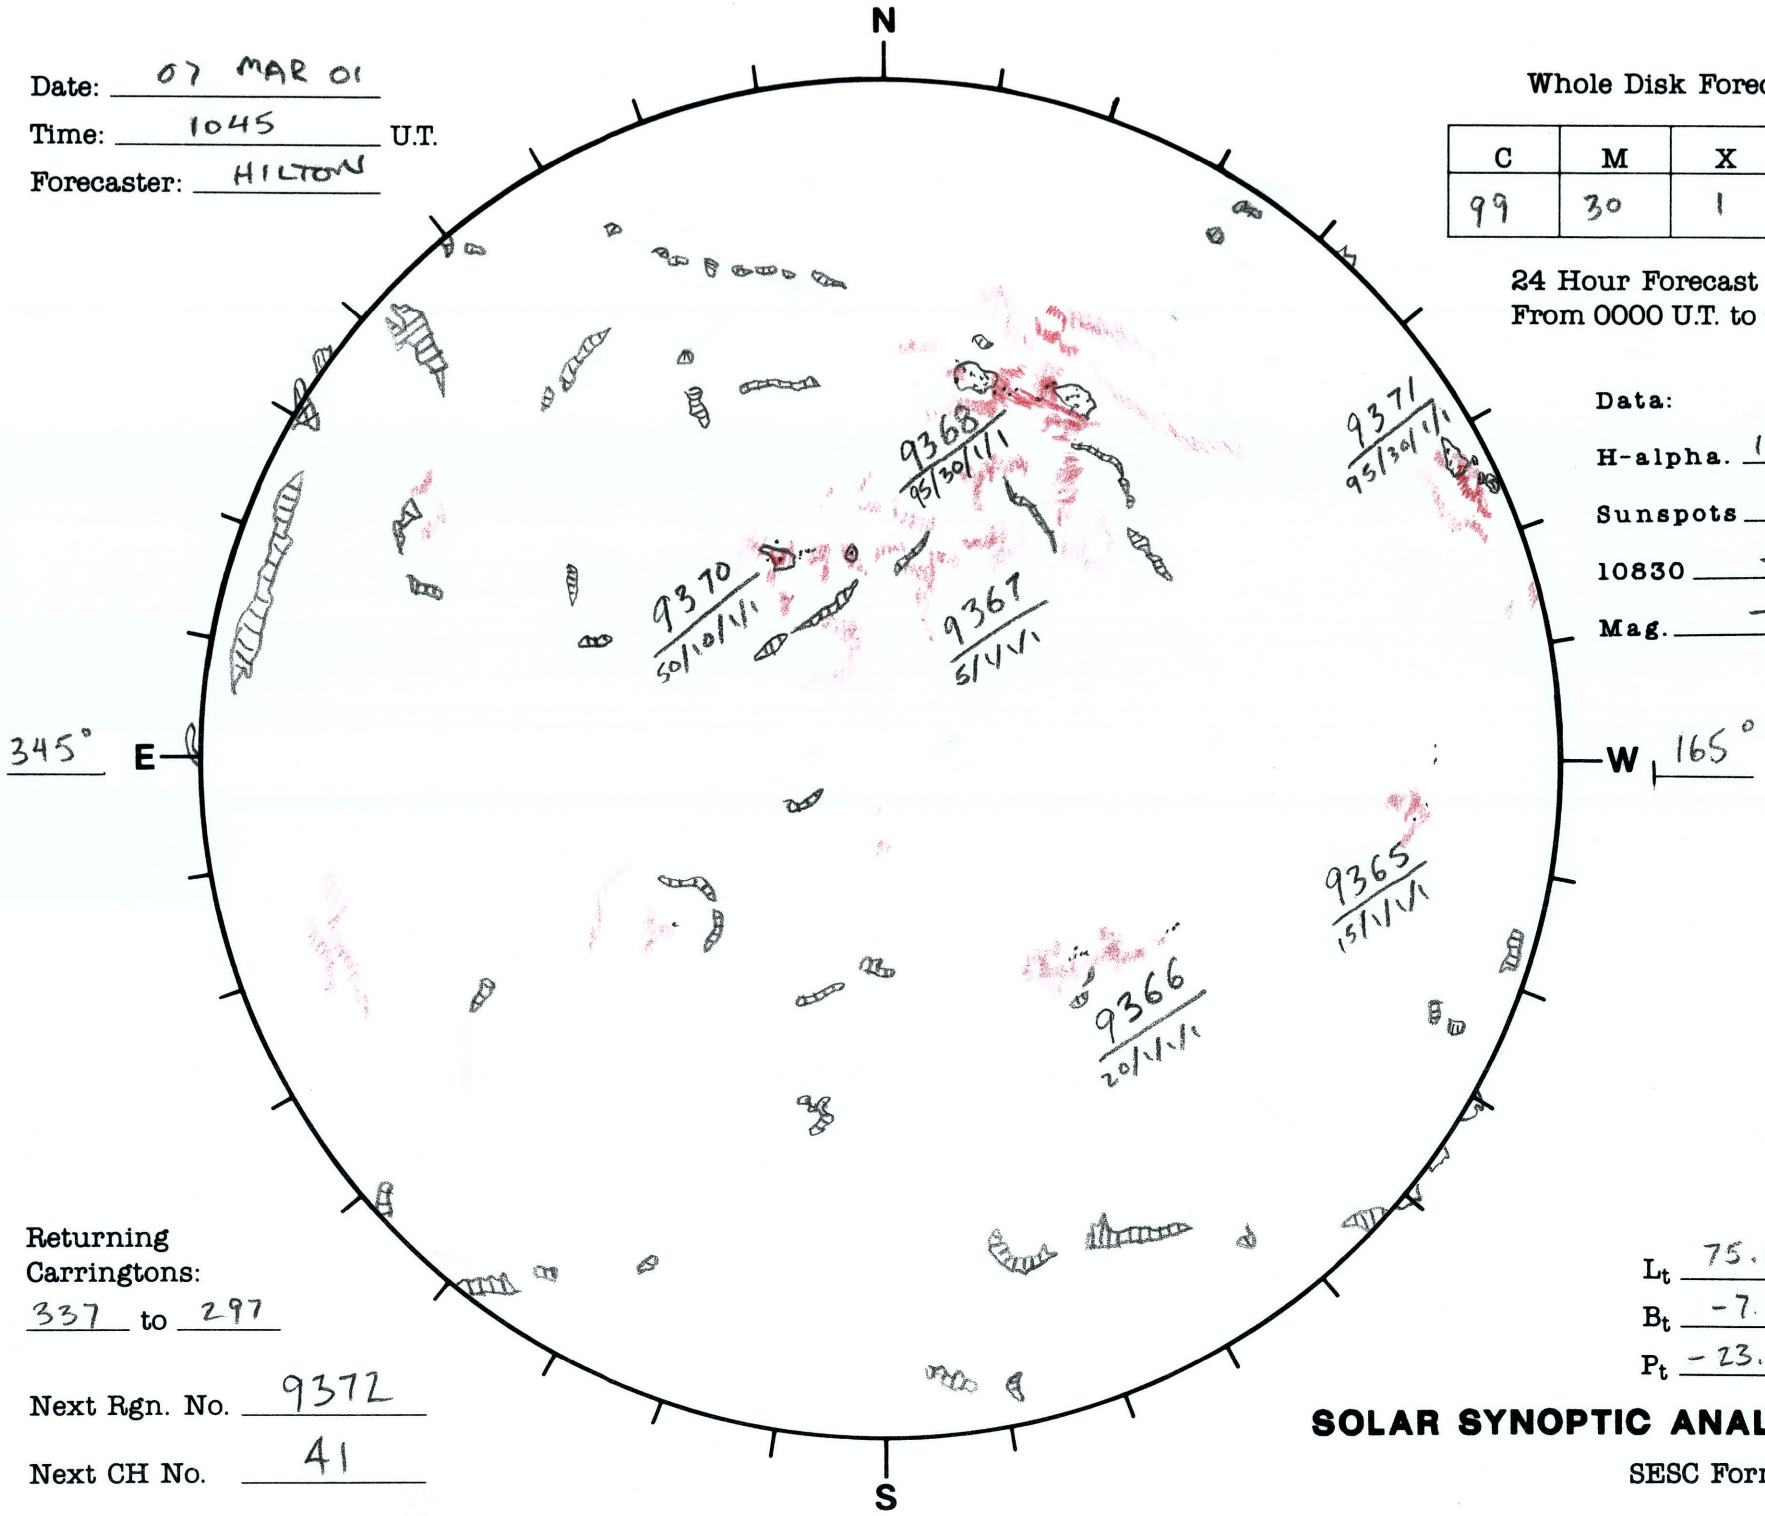 N
Date: 07 MAR 01
Time: 1045 U.T.
Forecaster: HILTON
Whole Disk Forec
C M X
99 30 1
24 Hour Forecast
From 0000 U.T. to
Data:
H-alpha. 1
Sunspots
10830
Mag.
9371
95/30/1/1
9368
95/30/1/1
9370
50/10/1/1
9367
5/1/1/1
345° E
W 165°
9365
15/1/1/1
9366
20/1/1/1
Returning
Carringtons:
337 to 297
Next Rgn. No. 9372
Next CH No. 41
Lt 75.
Bt -7.
Pt -23.
SOLAR SYNOPTIC ANAL
SESC For
S